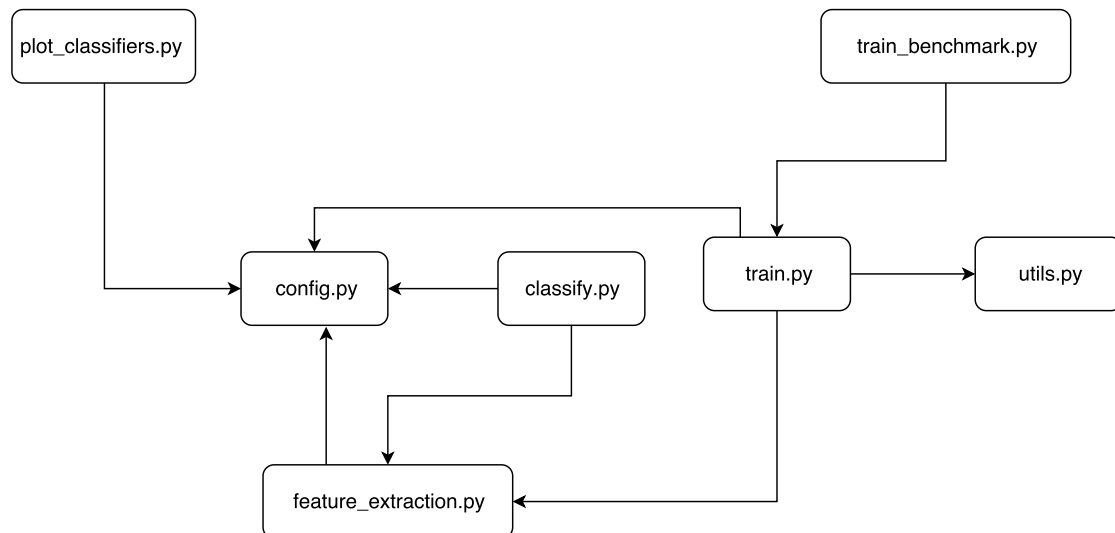 plot_classifiers.py
train_benchmark.py
config.py
classify.py
train.py
utils.py
feature_extraction.py